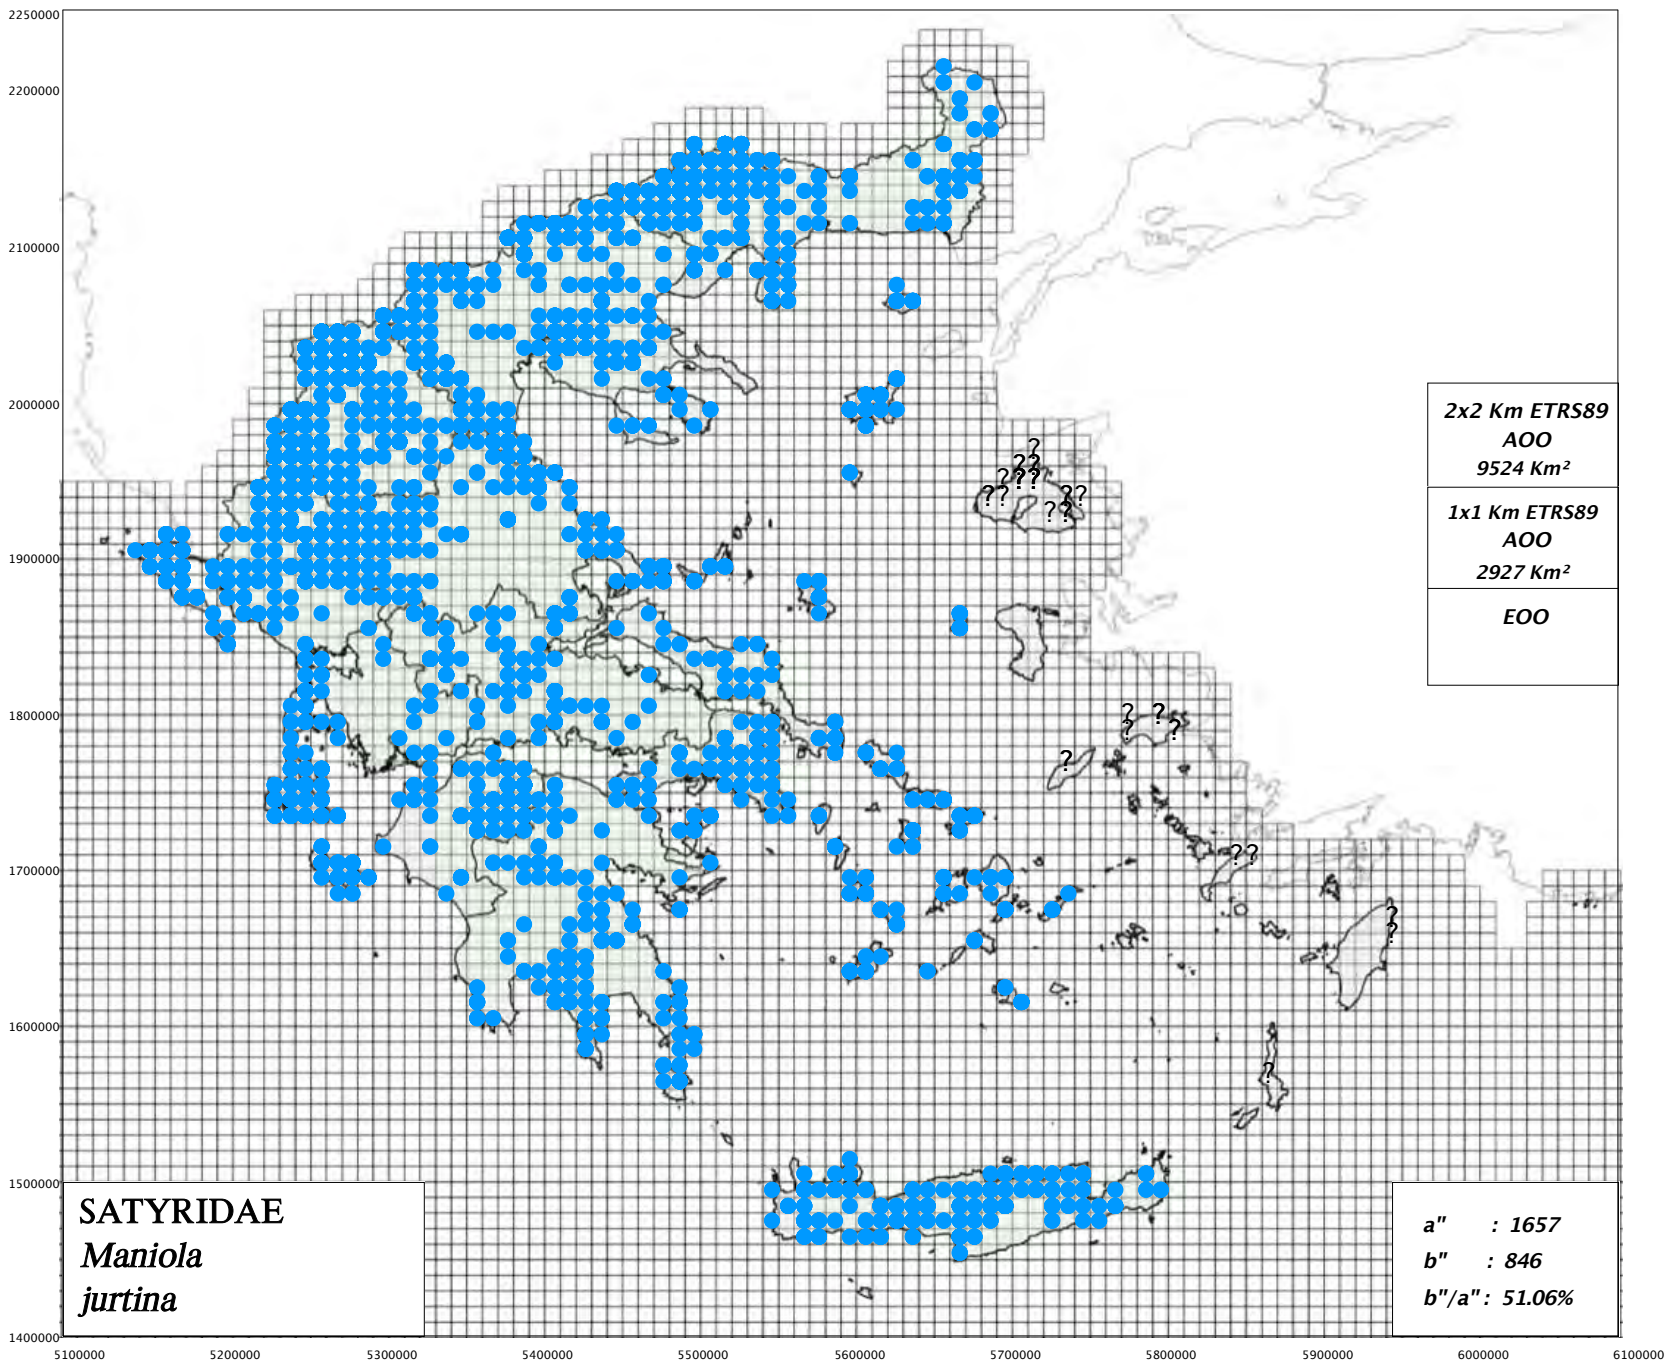 2250000
2200000
2100000
2000000
1900000
1800000
1700000
1600000
1500000
1400000
5100000 5200000 5300000 5400000 5500000 5600000 5700000 5800000 5900000 6000000 6100000
2x2 Km ETRS89
AOO
9524 Km²
1x1 Km ETRS89
AOO
2927 Km²
EOO
?
? ?
? ? ?
? ? ? ?
? ?
? ?
? ?
?
? ?
?
?
?
SATYRIDAE
Maniola
jurtina
a" : 1657
b" : 846
b"/a" : 51.06%